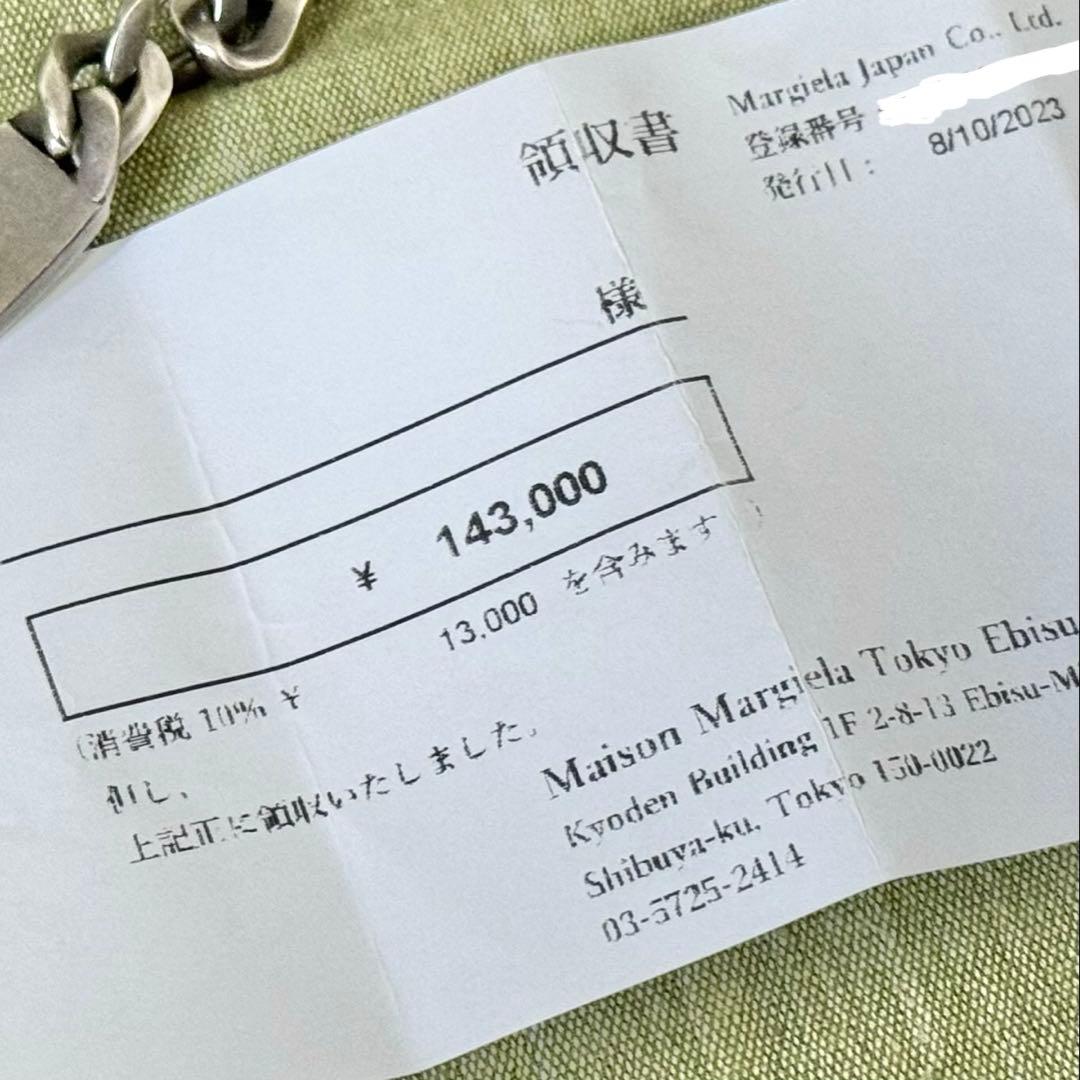 Margiela Japan Co., Ltd.
領収書
登録番号
発行日： 8/10/2023
様
¥ 143,000
(消費税 10% ¥ 13,000 を含みます)
但し、
上記正に領収いたしました。
Maison Margiela Tokyo Ebisu
Kyoden Building 1F 2-8-13 Ebisu-M
Shibuya-ku, Tokyo 150-0022
03-5725-2414